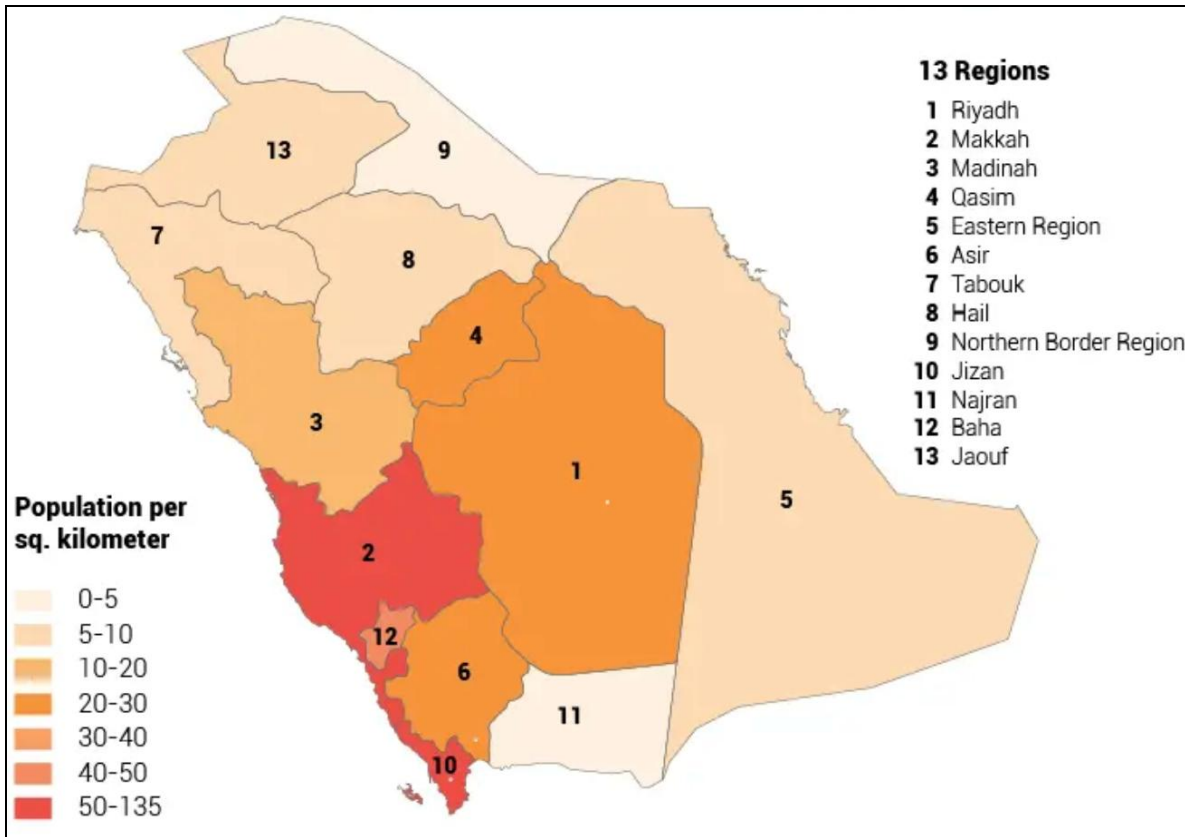 13 Regions
1 Riyadh
2 Makkah
3 Madinah
4 Qasim
5 Eastern Region
6 Asir
7 Tabouk
8 Hail
9 Northern Border Region
10 Jizan
11 Najran
12 Baha
13 Jaouf
13
9
7
8
4
3
1
5
2
12
6
11
10
Population per
sq. kilometer
0-5
5-10
10-20
20-30
30-40
40-50
50-135